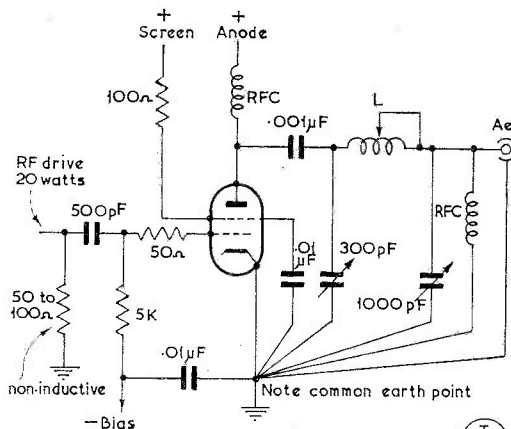 +
Screen
+
Anode
100Ω
RFC
.001µF
L
Ae
RF drive
20 watts
500pF
50Ω
.01
µF
300pF
RFC
1000pF
50 to
100Ω
5K
non-inductive
.01µF
Note common earth point
−Bias
T